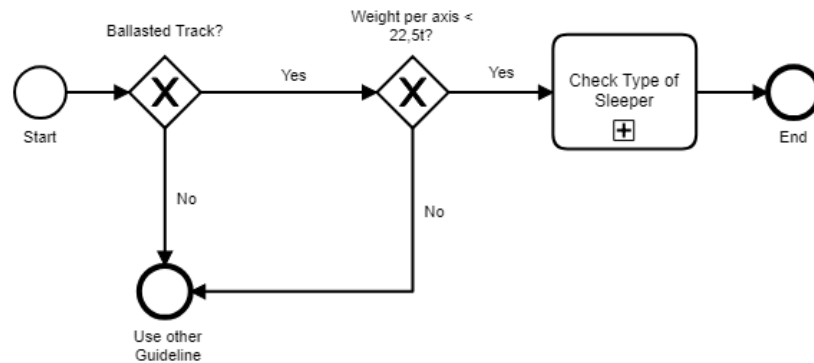 Ballasted Track?
Weight per axis <
22,5t?
Yes
Yes
Check Type of
Sleeper
Start
End
No
No
Use other
Guideline